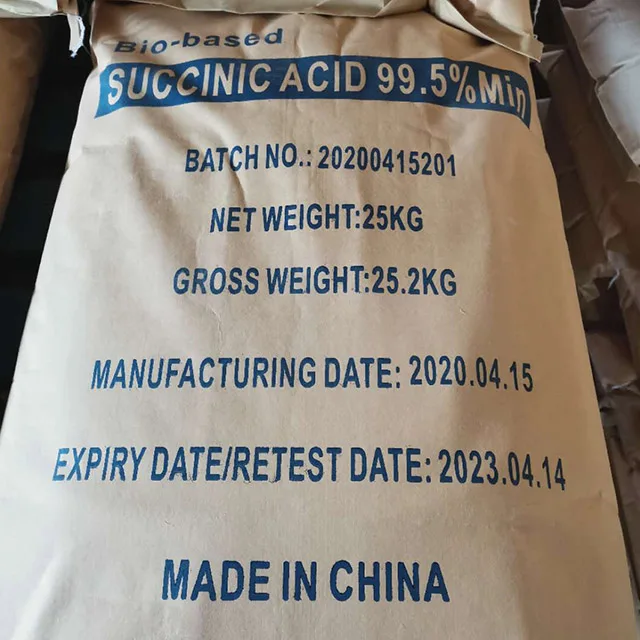 Bio-based
SUCCINIC ACID 99.5%Min
BATCH NO.: 20200415201
NET WEIGHT:25KG
GROSS WEIGHT:25.2KG
MANUFACTURING DATE: 2020.04.15
EXPIRY DATE/RETEST DATE: 2023.04.14
MADE IN CHINA